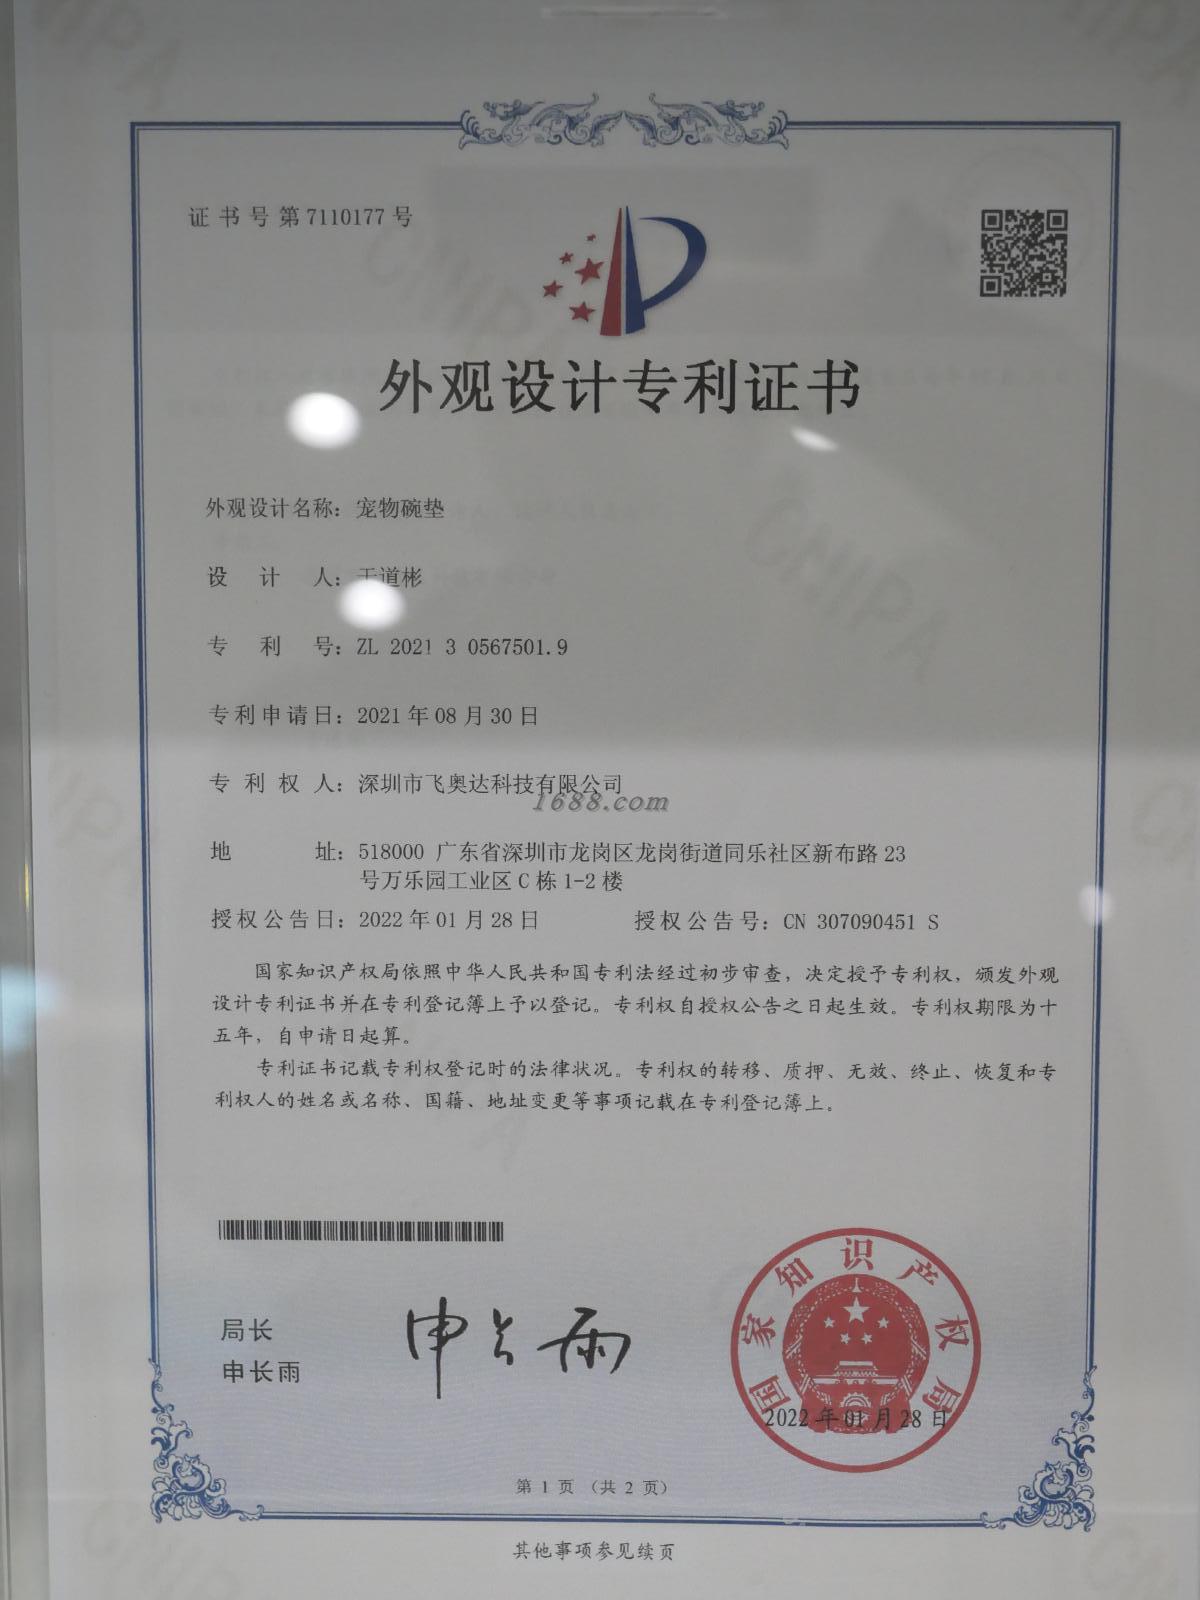 证书号第7110177号
外观设计专利证书
外观设计名称：宠物碗垫
设计人：王道彬
专利号：ZL 2021 3 0567501.9
专利申请日：2021年08月30日
专利权人：深圳市飞奥达科技有限公司
1688.com
地址：518000 广东省深圳市龙岗区龙岗街道同乐社区新布路23
号万乐园工业区C栋1-2楼
授权公告日：2022年01月28日 授权公告号：CN 307090451 S
国家知识产权局依照中华人民共和国专利法经过初步审查，决定授予专利权，颁发外观
设计专利证书并在专利登记簿上予以登记。专利权自授权公告之日起生效。专利权期限为十
五年，自申请日起算。
专利证书记载专利权登记时的法律状况。专利权的转移、质押、无效、终止、恢复和专
利权人的姓名或名称、国籍、地址变更等事项记载在专利登记簿上。
局长
申长雨
申长雨
国家知识产权局
2022年01月28日
第1页（共2页）
其他事项参见续页
CNIPA